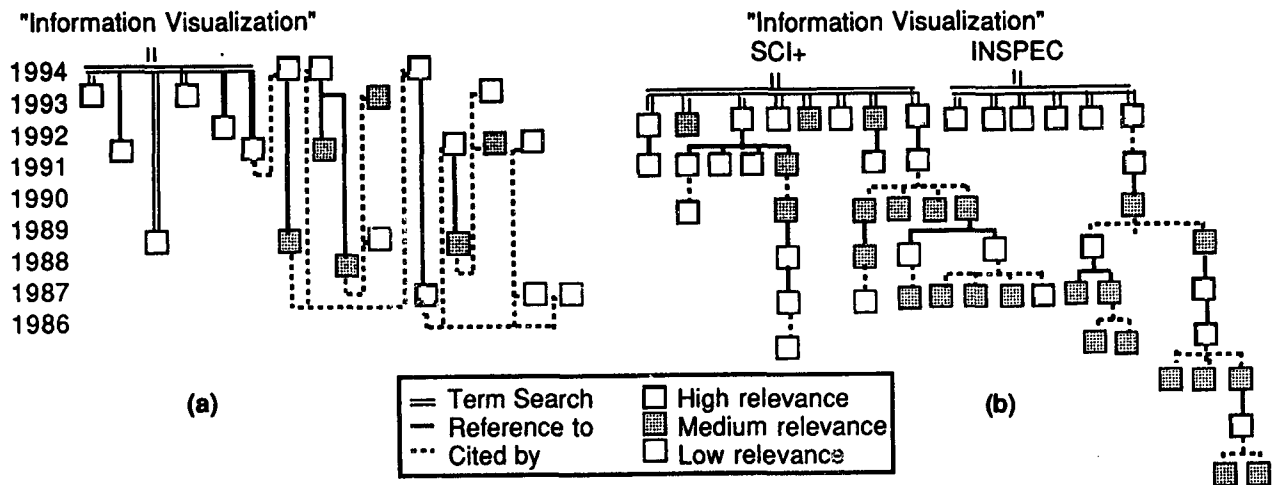 "Information Visualization"
1994
1993
1992
1991
1990
1989
1988
1987
1986
(a)
"Information Visualization"
SCI+
INSPEC
(b)
Term Search
Reference to
Cited by
High relevance
Medium relevance
Low relevance